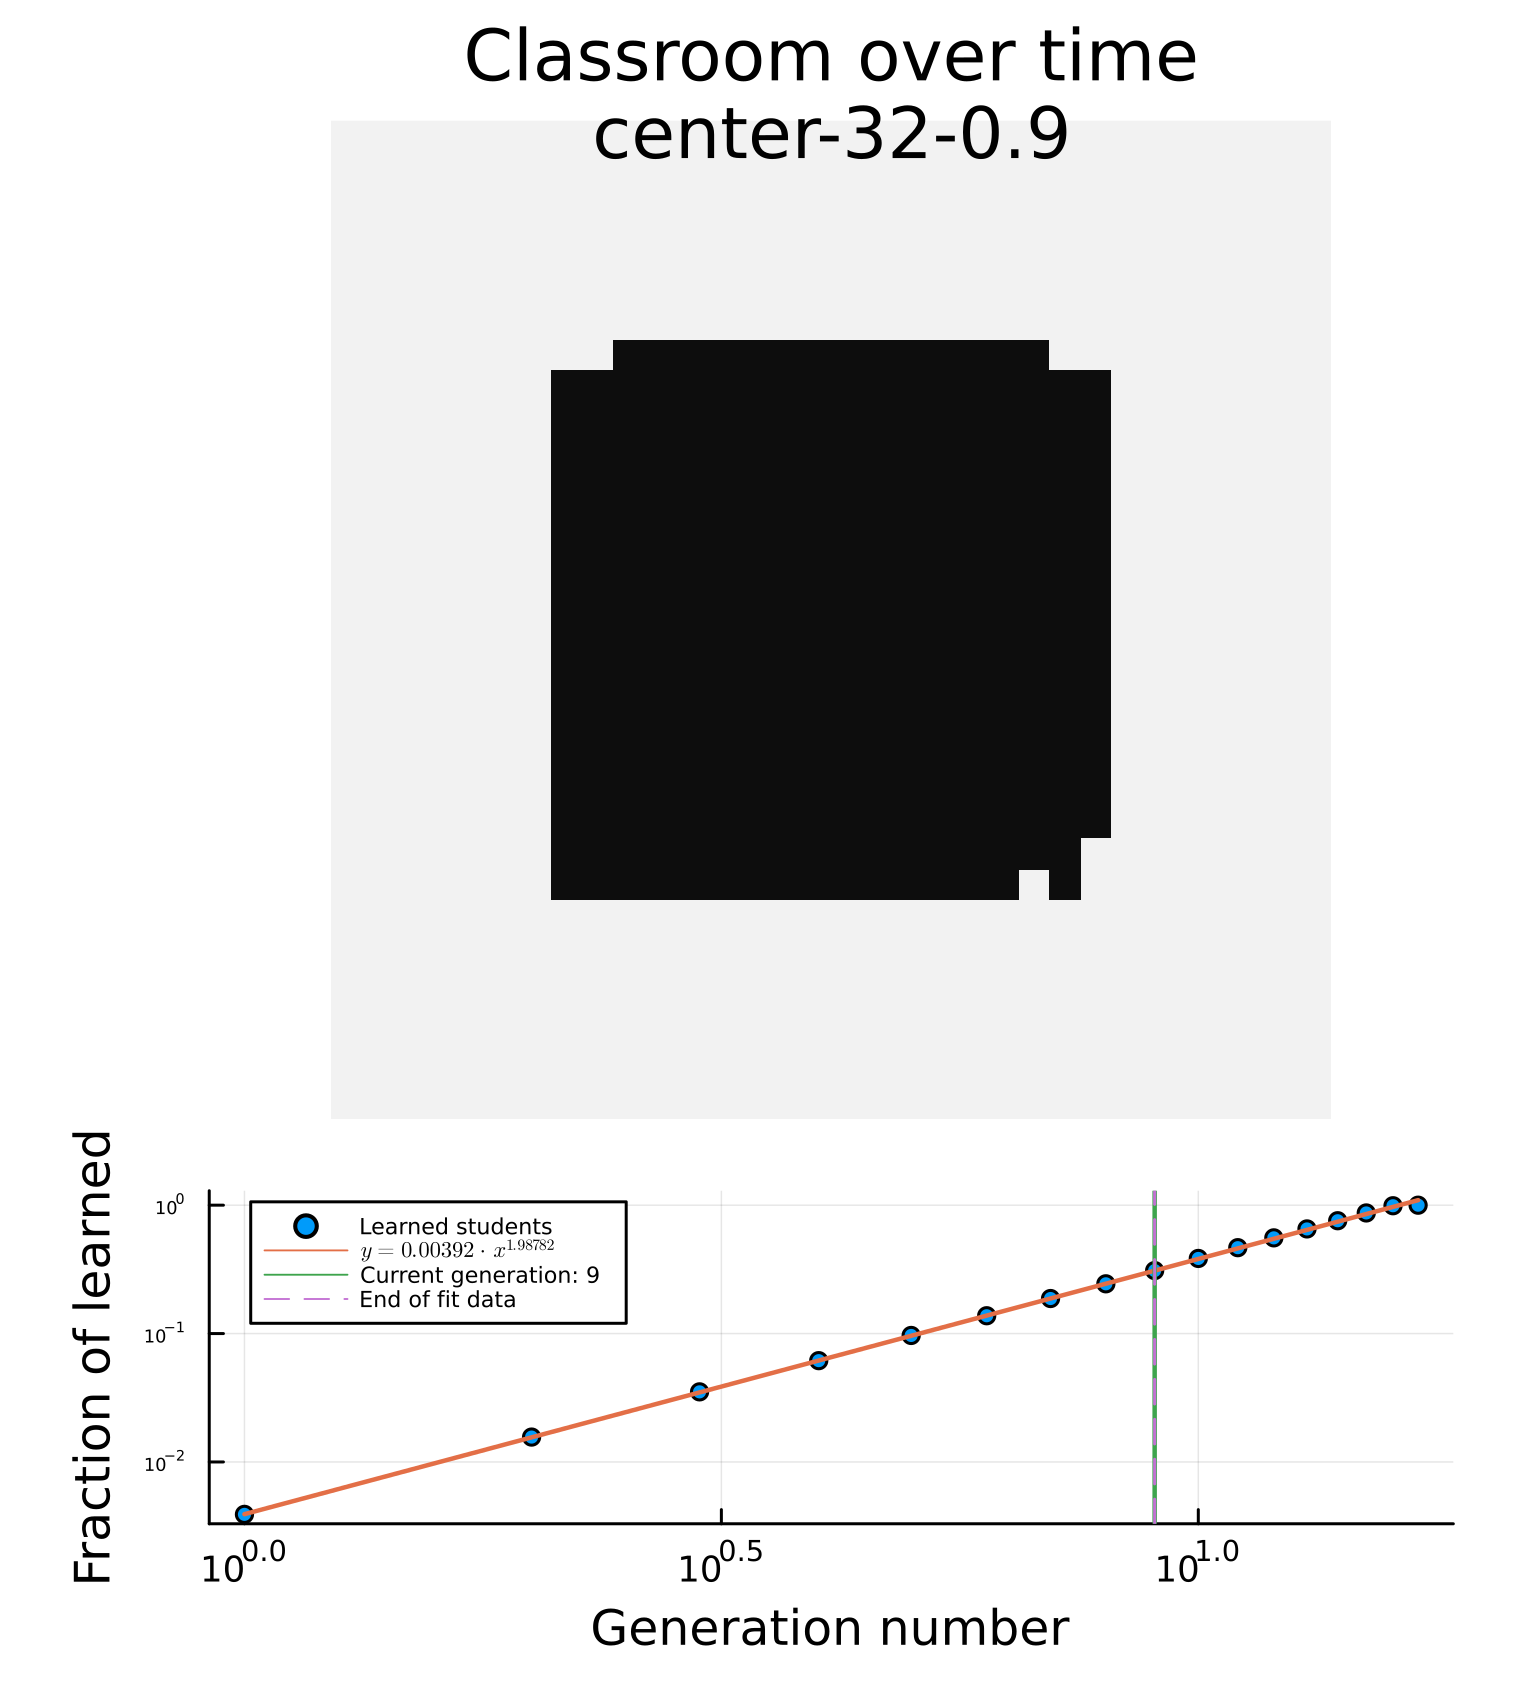 Classroom over time
center-32-0.9
Fraction of learned
10⁰
10⁻¹
10⁻²
Learned students
y = 0.00392 · x^1.98782
Current generation: 9
End of fit data
10^0.0 10^0.5 10^1.0
Generation number